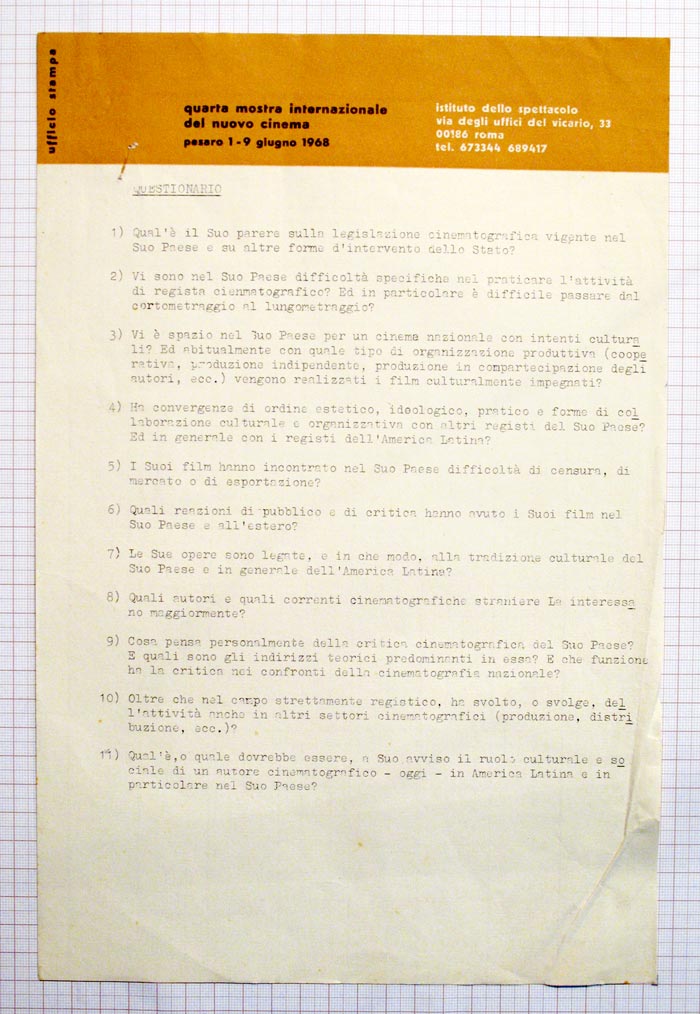 ufficio stampa
quarta mostra internazionale
del nuovo cinema
pesaro 1-9 giugno 1968
istituto dello spettacolo
via degli uffici del vicario, 33
00186 roma
tel. 673344 689417
QUESTIONARIO
1) Qual'è il Suo parere sulla legislazione cinematografica vigente nel
Suo Paese e su altre forme d'intervento dello Stato?
2) Vi sono nel Suo Paese difficoltà specifiche nel praticare l'attività
di regista cienmatografico? Ed in particolare è difficile passare dal
cortometraggio al lungometraggio?
3) Vi è spazio nel Suo Paese per un cinema nazionale con intenti cultura
li? Ed abitualmente con quale tipo di organizzazione produttiva (coope
rativa, produzione indipendente, produzione in compartecipazione degli
autori, ecc.) vengono realizzati i film culturalmente impegnati?
4) Ha convergenze di ordine estetico, ideologico, pratico e forme di col
laborazione culturale e organizzativa con altri registi del Suo Paese?
Ed in generale con i registi dell'America Latina?
5) I Suoi film hanno incontrato nel Suo Paese difficoltà di censura, di
mercato o di esportazione?
6) Quali reazioni di pubblico e di critica hanno avuto i Suoi film nel
Suo Paese e all'estero?
7) Le Sue opere sono legate, e in che modo, alla tradizione culturale del
Suo Paese e in generale dell'America Latina?
8) Quali autori e quali correnti cinematografiche straniere La interessa
no maggiormente?
9) Cosa pensa personalmente della critica cinematografica del Suo Paese?
E quali sono gli indirizzi teorici predominanti in essa? E che funzione
ha la critica nei confronti della cinematografia nazionale?
10) Oltre che nel campo strettamente registico, ha svolto, o svolge, del
l'attività anche in altri settori cinematografici (produzione, distri
buzione, ecc.)?
11) Qual'è,o quale dovrebbe essere, a Suo avviso il ruolo culturale e so
ciale di un autore cinematografico - oggi - in America Latina e in
particolare nel Suo Paese?